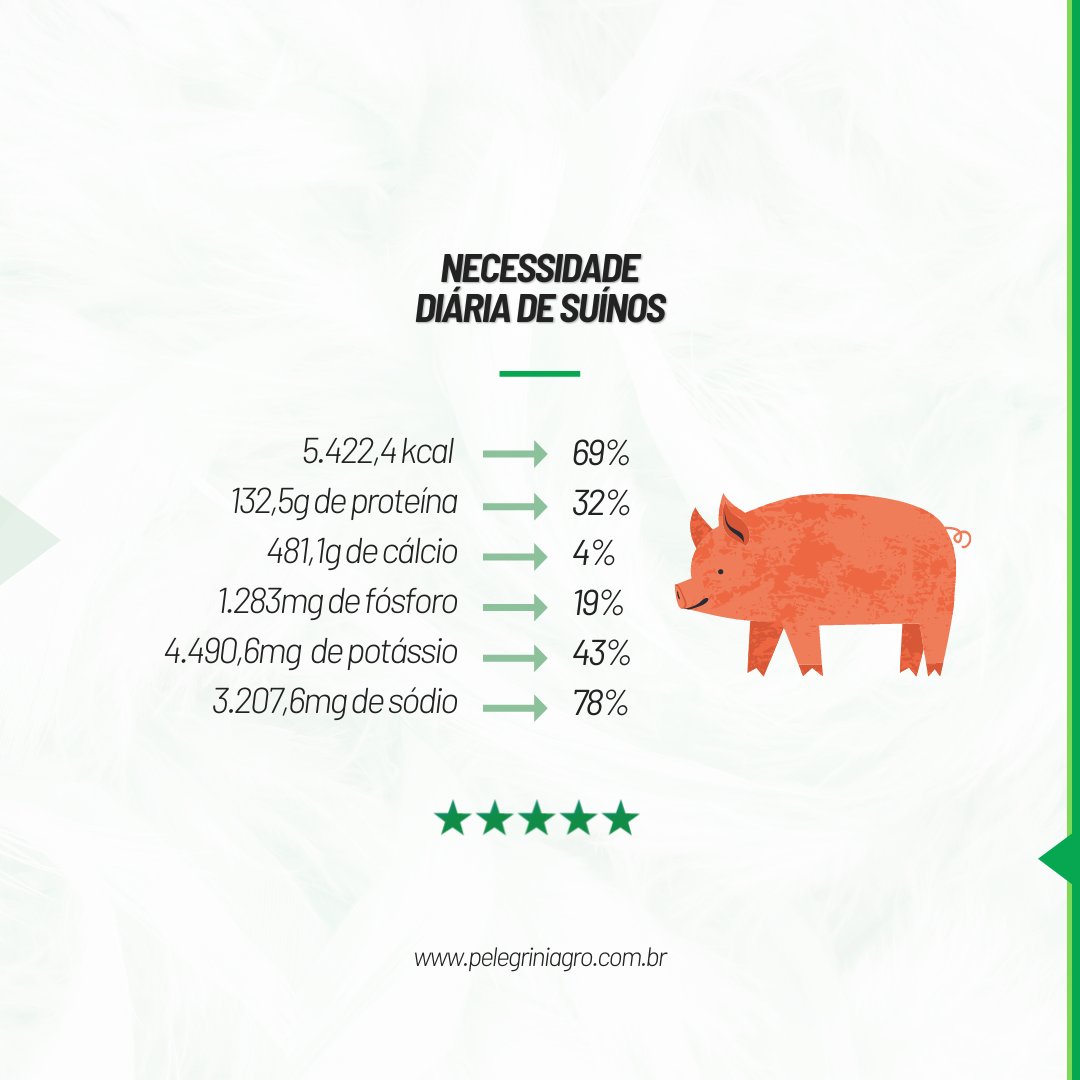 NECESSIDADE
DIÁRIA DE SUÍNOS
5.422,4 kcal 69%
132,5g de proteína 32%
481,1g de cálcio 4%
1.283mg de fósforo 19%
4.490,6mg de potássio 43%
3.207,6mg de sódio 78%
www.pelegriniagro.com.br